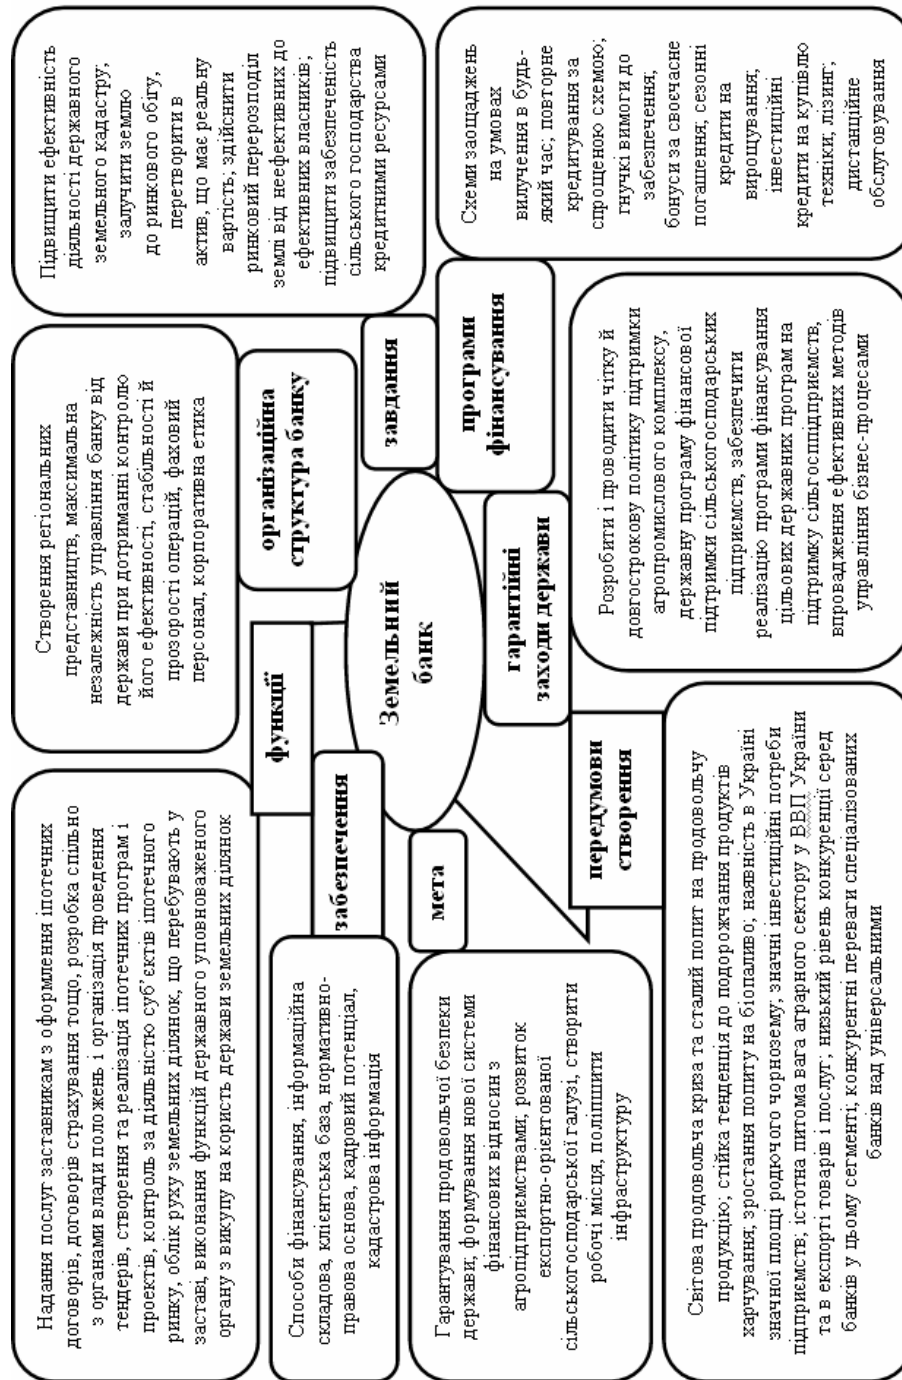 Надання послуг заставникам з оформлення іпотечних
договорів, договорів страхування тощо, розробка спільно
з органами влади положень і організація проведення
тендерів, створення та реалізація іпотечних програм і
проектів, контроль за діяльністю суб’єктів іпотечного
ринку, облік руху земельних ділянок, що перебувають у
заставі, виконання функцій державного уповноваженого
органу з викупу на користь держави земельних ділянок
Створення регіональних
представництв, максимальна
незалежність управління банку від
держави при дотриманні контролю
його ефективності, стабільності й
прозорості операцій, фаховий
персонал, корпоративна етика
Підвищити ефективність
діяльності державного
земельного кадастру;
залучити землю
до ринкового обігу,
перетворити в
актив, що має реальну
вартість; здійснити
ринковий перерозподіл
землі від неефективних до
ефективних власників;
підвищити забезпеченість
сільського господарства
кредитними ресурсами
функції
організаційна
структура банку
завдання
Способи фінансування, інформаційна
складова, клієнтська база, нормативно-
правова основа, кадровий потенціал,
кадастрова інформація
забезпечення
Земельний
банк
мета
гарантійні
заходи держави
програми
фінансування
Гарантування продовольчої безпеки
держави; формування нової системи
фінансових відносин з
агропідприємствами; розвиток
експортно-орієнтованої
сільськогосподарської галузі, створити
робочі місця, поліпшити
інфраструктуру
Схеми заощаджень
на умовах
вилучення в будь-
який час; повторне
кредитування за
спрощеною схемою;
гнучкі вимоги до
забезпечення;
бонуси за своєчасне
погашення; сезонні
кредити на
вирощування;
інвестиційні
кредити на купівлю
техніки; лізинг;
дистанційне
обслуговування
передумови
створення
Розробити і проводити чітку й
довгострокову політику підтримки
агропромислового комплексу,
державну програму фінансової
підтримки сільськогосподарських
підприємств, забезпечити
реалізацію програми фінансування
цільових державних програм на
підтримку сільгосппідприємств,
впровадження ефективних методів
управління бізнес-процесами
Світова продовольча криза та сталий попит на продовольчу
продукцію; стійка тенденція до подорожчання продуктів
харчування; зростання попиту на біопаливо; наявність в Україні
значної площі родючого чорнозему; значні інвестиційні потреби
підприємств; істотна питома вага аграрного сектору у ВВП України
та в експорті товарів і послуг; низький рівень конкуренції серед
банків у цьому сегменті; конкурентні переваги спеціалізованих
банків над універсальними